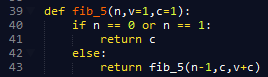 39 def fib_5(n,v=1,c=1):
40 if n == 0 or n == 1:
41 return c
42 else:
43 return fib_5(n-1,c,v+c)